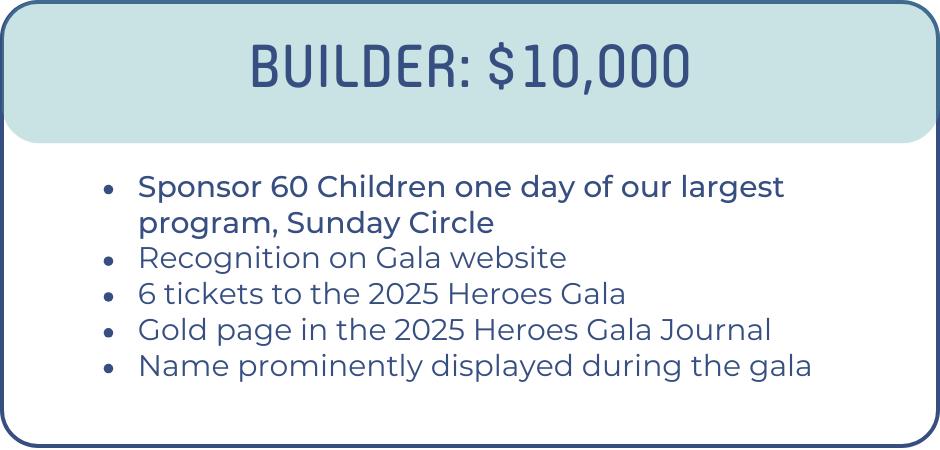 BUILDER: $10,000
• Sponsor 60 Children one day of our largest
program, Sunday Circle
• Recognition on Gala website
• 6 tickets to the 2025 Heroes Gala
• Gold page in the 2025 Heroes Gala Journal
• Name prominently displayed during the gala